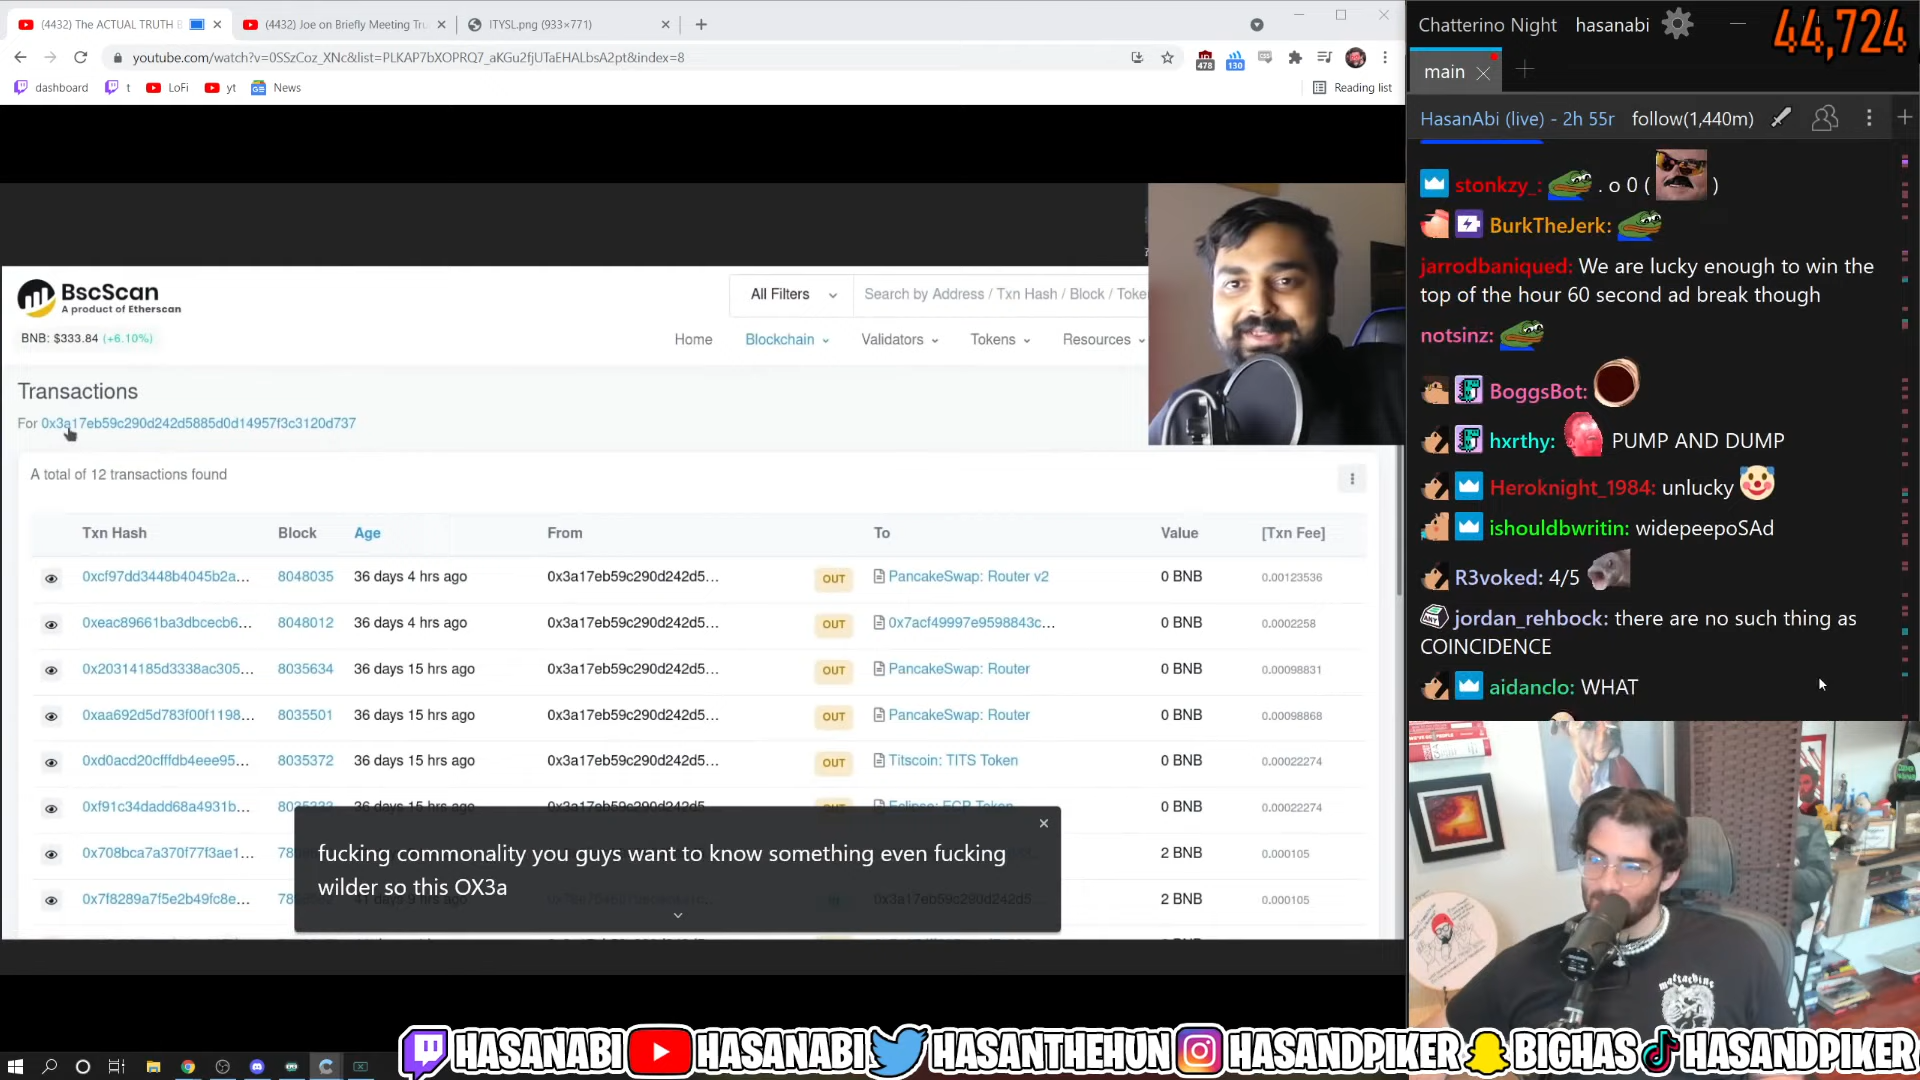 (4432) The ACTUAL TRUTH B
(4432) Joe on Briefly Meeting Tru
ITYSL.png (933×771)
youtube.com/watch?v=0SSzCoz_XNc&list=PLKAP7bXOPRQ7_aKGu2fjUTaEHALbsA2pt&index=8
478
130
dashboard
t
LoFi
yt
News
Reading list
BscScan
A product of Etherscan
All Filters
Search by Address / Txn Hash / Block / Toke
BNB: $333.84 (+6.10%)
Home
Blockchain
Validators
Tokens
Resources
Transactions
For 0x3a17eb59c290d242d5885d0d14957f3c3120d737
A total of 12 transactions found
Txn Hash Block Age From To Value [Txn Fee]
0xcf97dd3448b4045b2a... 8048035 36 days 4 hrs ago 0x3a17eb59c290d242d5... OUT PancakeSwap: Router v2 0 BNB 0.00123536
0xeac89661ba3dbcecb6... 8048012 36 days 4 hrs ago 0x3a17eb59c290d242d5... OUT 0x7acf49997e9598843c... 0 BNB 0.0002258
0x20314185d3338ac305... 8035634 36 days 15 hrs ago 0x3a17eb59c290d242d5... OUT PancakeSwap: Router 0 BNB 0.00098831
0xaa692d5d783f00f1198... 8035501 36 days 15 hrs ago 0x3a17eb59c290d242d5... OUT PancakeSwap: Router 0 BNB 0.00098868
0xd0acd20cfffdb4eee95... 8035372 36 days 15 hrs ago 0x3a17eb59c290d242d5... OUT Titscoin: TITS Token 0 BNB 0.00022274
0xf91c34dadd68a4931b... 0 BNB 0.00022274
0x708bca7a370f77f3ae1... 2 BNB 0.000105
0x7f8289a7f5e2b49fc8e... 2 BNB 0.000105
fucking commonality you guys want to know something even fucking
wilder so this OX3a
Chatterino Night hasanabi
44,724
main
HasanAbi (live) - 2h 55r follow(1,440m)
stonkzy_: . o 0 ( )
BurkTheJerk:
jarrodbaniqued: We are lucky enough to win the
top of the hour 60 second ad break though
notsinz:
BoggsBot:
hxrthy: PUMP AND DUMP
Heroknight_1984: unlucky
ishouldbwritin: widepeepoSAd
R3voked: 4/5
jordan_rehbock: there are no such thing as
COINCIDENCE
aidanclo: WHAT
HASANABI HASANABI HASANTHEHUN HASANDPIKER BIGHAS HASANDPIKER